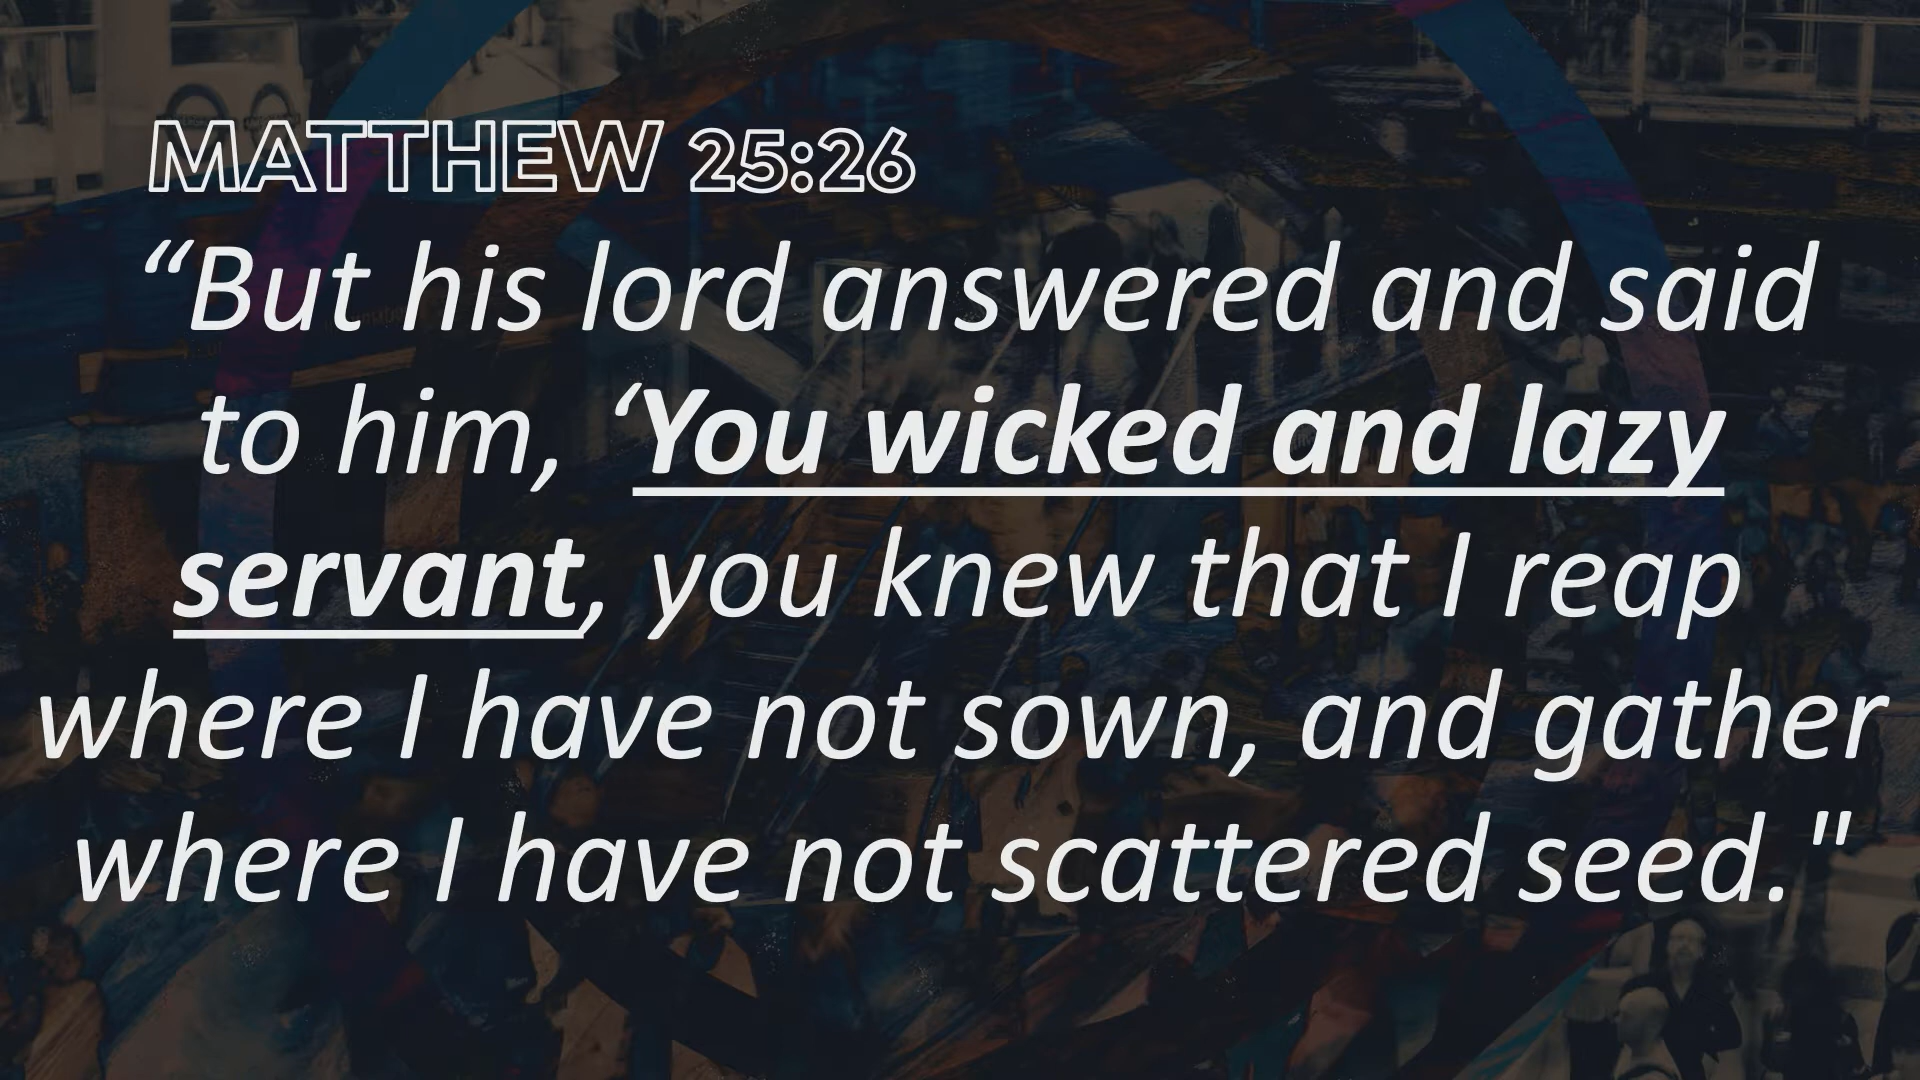 MATTHEW 25:26
“But his lord answered and said
to him, ‘You wicked and lazy
servant, you knew that I reap
where I have not sown, and gather
where I have not scattered seed."